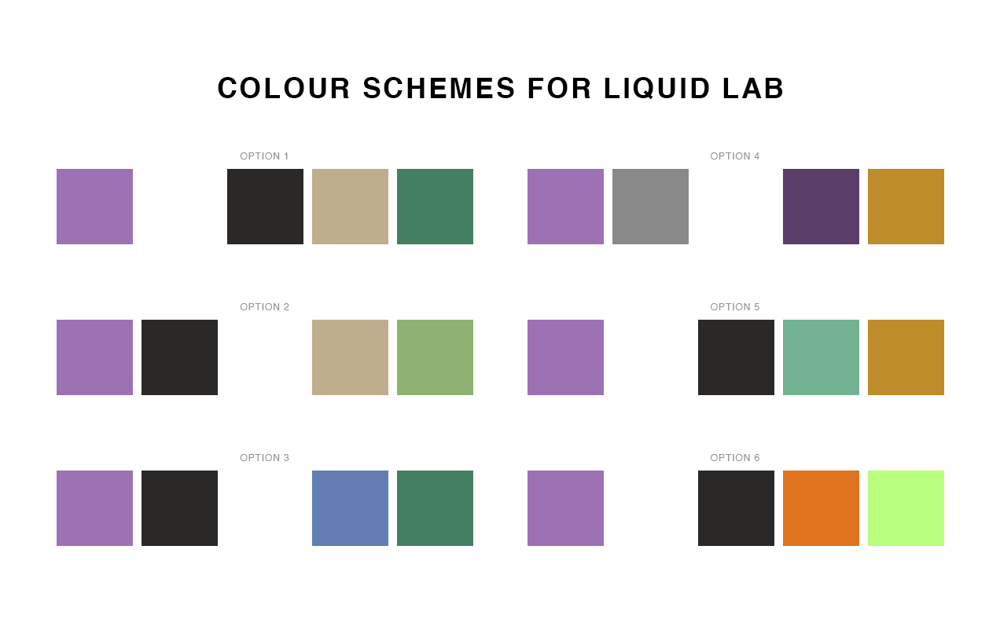 COLOUR SCHEMES FOR LIQUID LAB
OPTION 1
OPTION 4
OPTION 2
OPTION 5
OPTION 3
OPTION 6